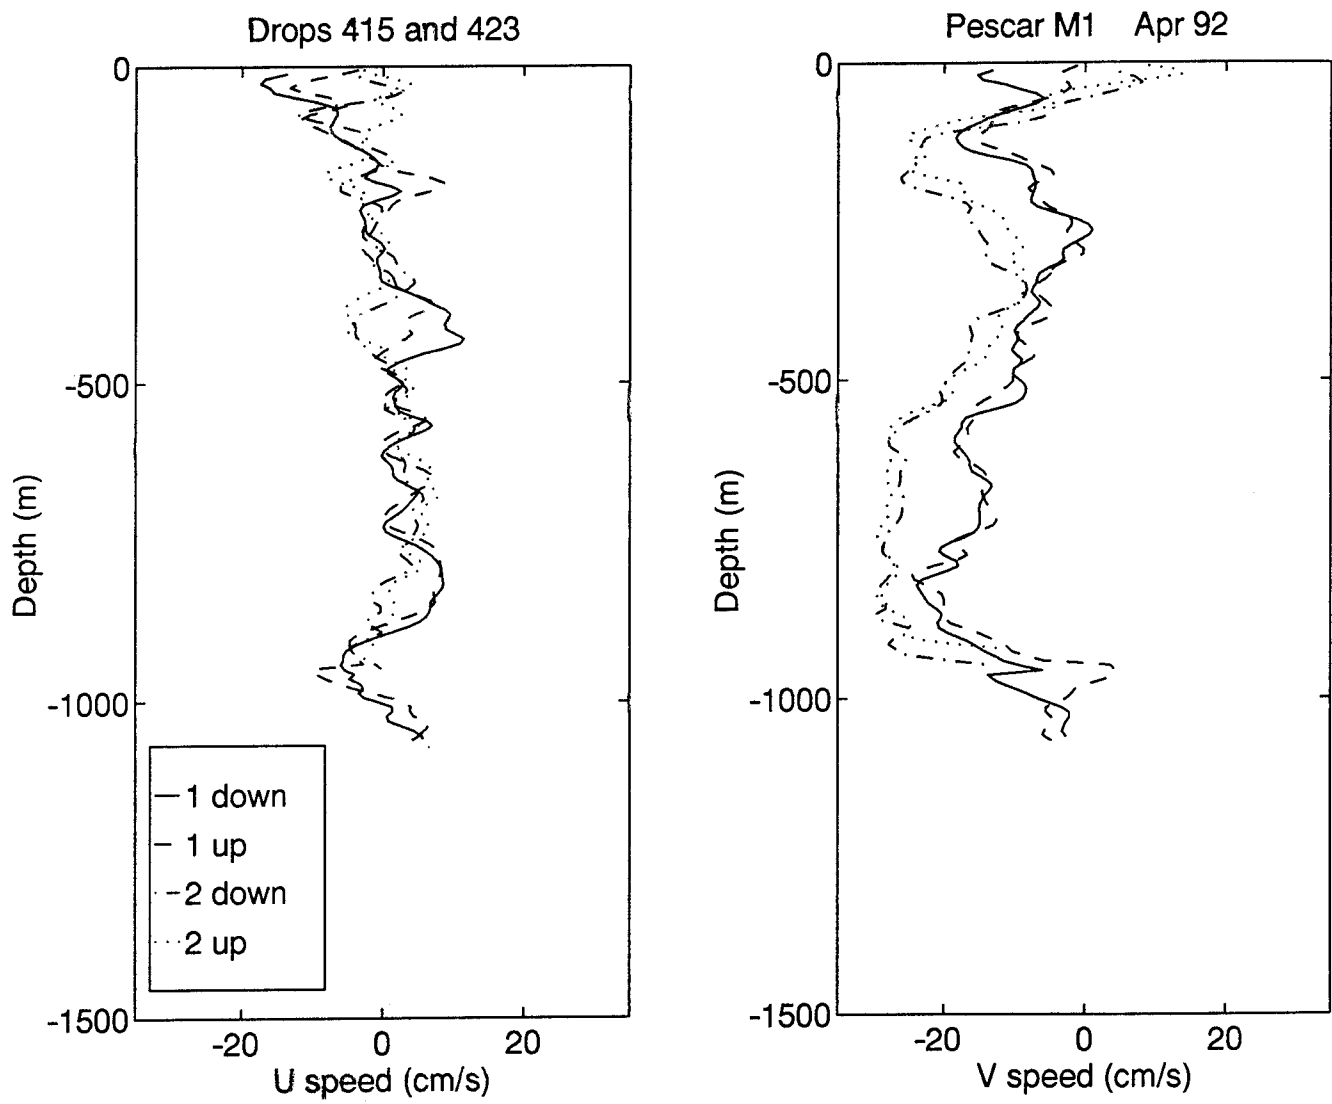 Drops 415 and 423
0
-500
-1000
-1500
Depth (m)
1 down
1 up
2 down
2 up
-20 0 20
U speed (cm/s)
Pescar M1 Apr 92
0
-500
-1000
-1500
Depth (m)
-20 0 20
V speed (cm/s)